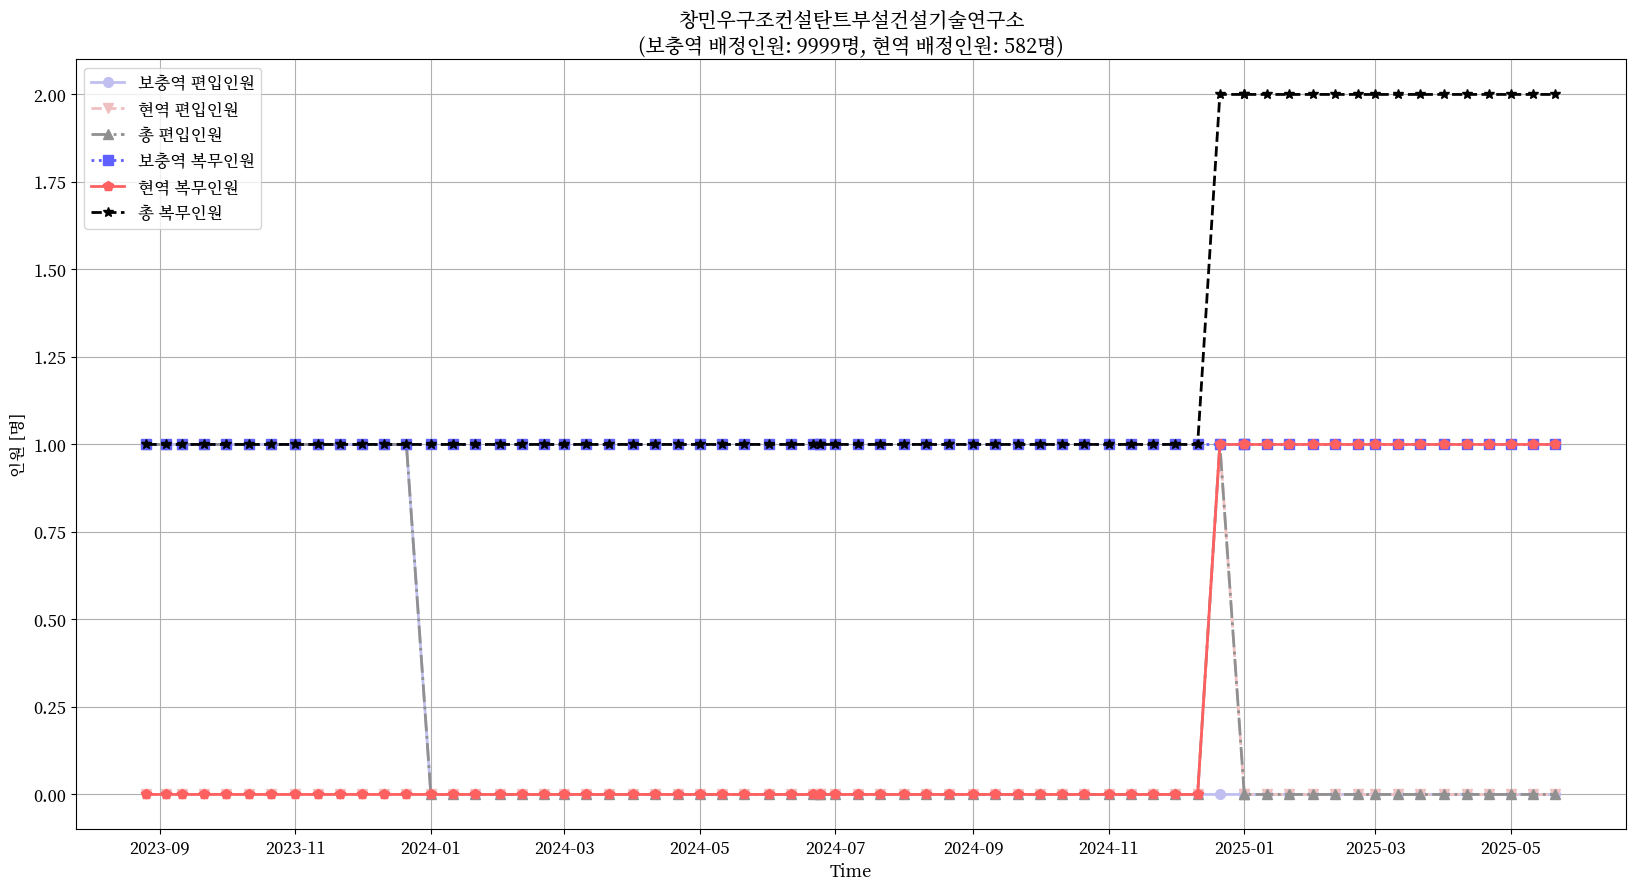 창민우구조컨설탄트부설건설기술연구소
(보충역 배정인원: 9999명, 현역 배정인원: 582명)
보충역 편입인원
현역 편입인원
총 편입인원
보충역 복무인원
현역 복무인원
총 복무인원
인원 [명]
2.00
1.75
1.50
1.25
1.00
0.75
0.50
0.25
0.00
2023-09
2023-11
2024-01
2024-03
2024-05
2024-07
2024-09
2024-11
2025-01
2025-03
2025-05
Time